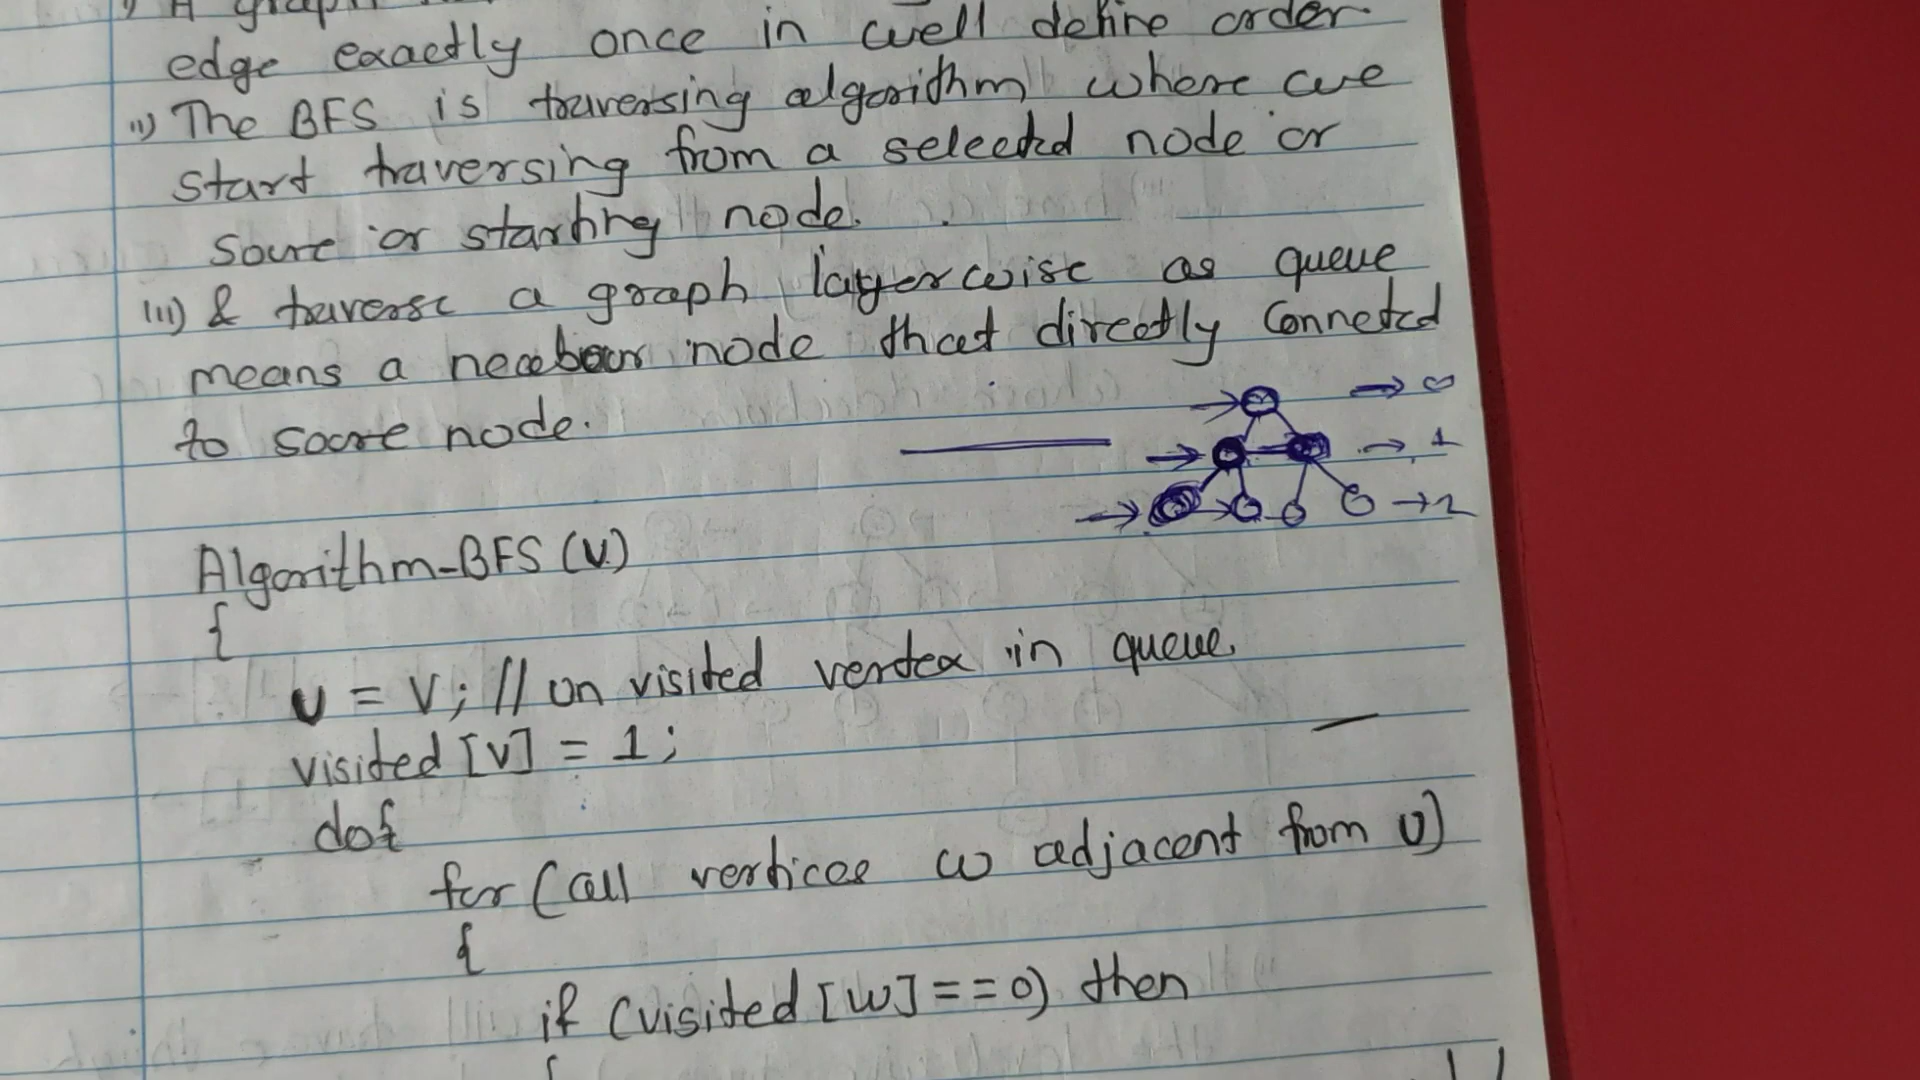 i) A graph
edge exactly once in well define order.
ii) The BFS is traversing algorithm where we
start traversing from a selected node or
soure or starting node.
iii) & traverse a graph layerwise as queue
means a neebour node that directly conneted
to soure node.
→ → 0
→ → 1
→ → → 2
Algorithm-BFS (V)
{
U = V; // un visited vertex in queue.
visited [V] = 1;
do{
for (all vertices w adjacent from U)
{
if (visited [W] == 0) then
{